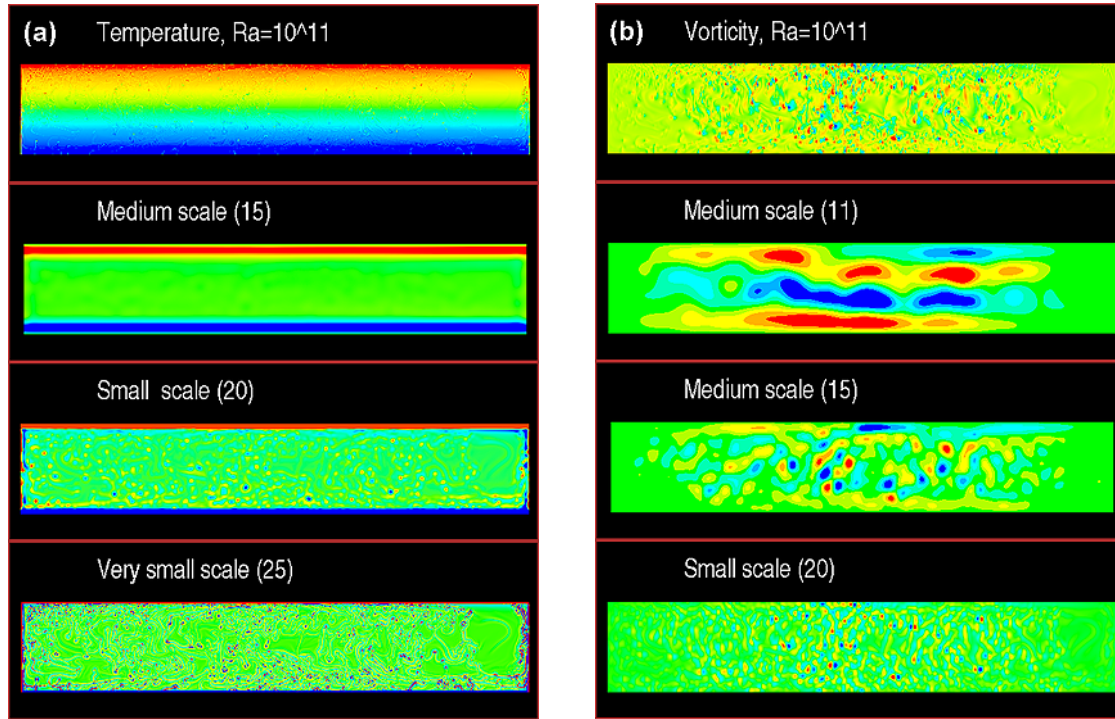 (a) Temperature, Ra=10^11
Medium scale (15)
Small scale (20)
Very small scale (25)
(b) Vorticity, Ra=10^11
Medium scale (11)
Medium scale (15)
Small scale (20)